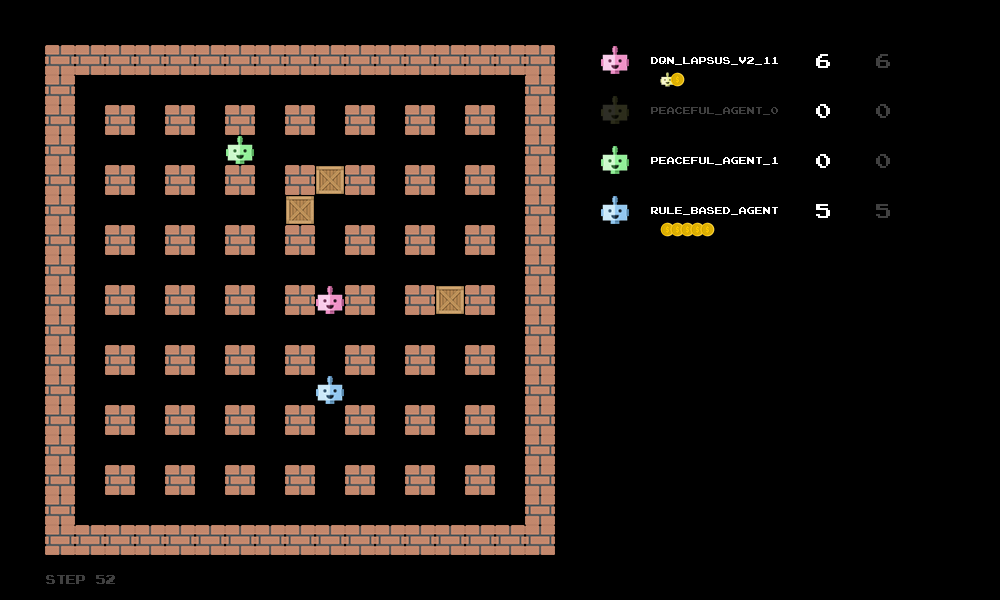 DQN_LAPSUS_V2_11 6 6
PEACEFUL_AGENT_0 0 0
PEACEFUL_AGENT_1 0 0
RULE_BASED_AGENT 5 5
STEP 52